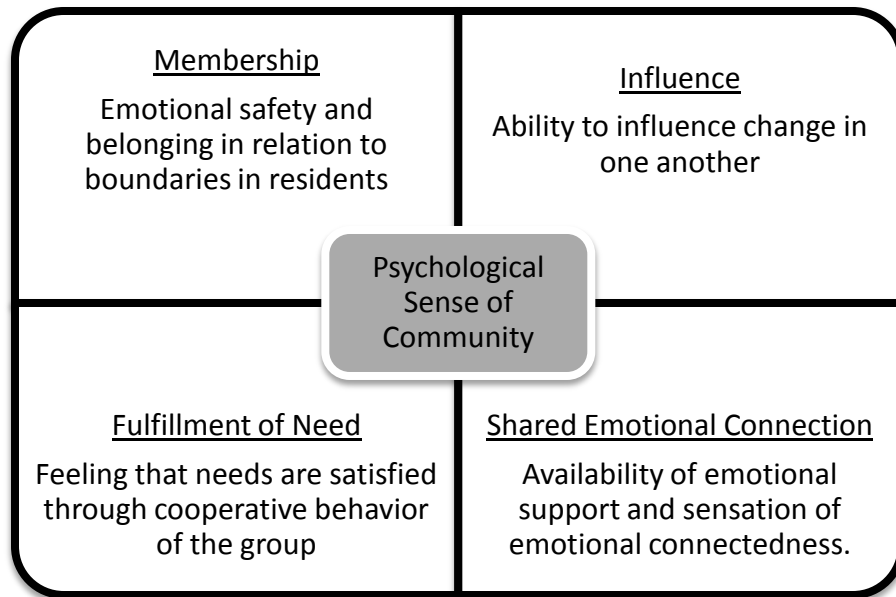 Membership
Emotional safety and
belonging in relation to
boundaries in residents
Influence
Ability to influence change in
one another
Psychological
Sense of
Community
Fulfillment of Need
Feeling that needs are satisfied
through cooperative behavior
of the group
Shared Emotional Connection
Availability of emotional
support and sensation of
emotional connectedness.